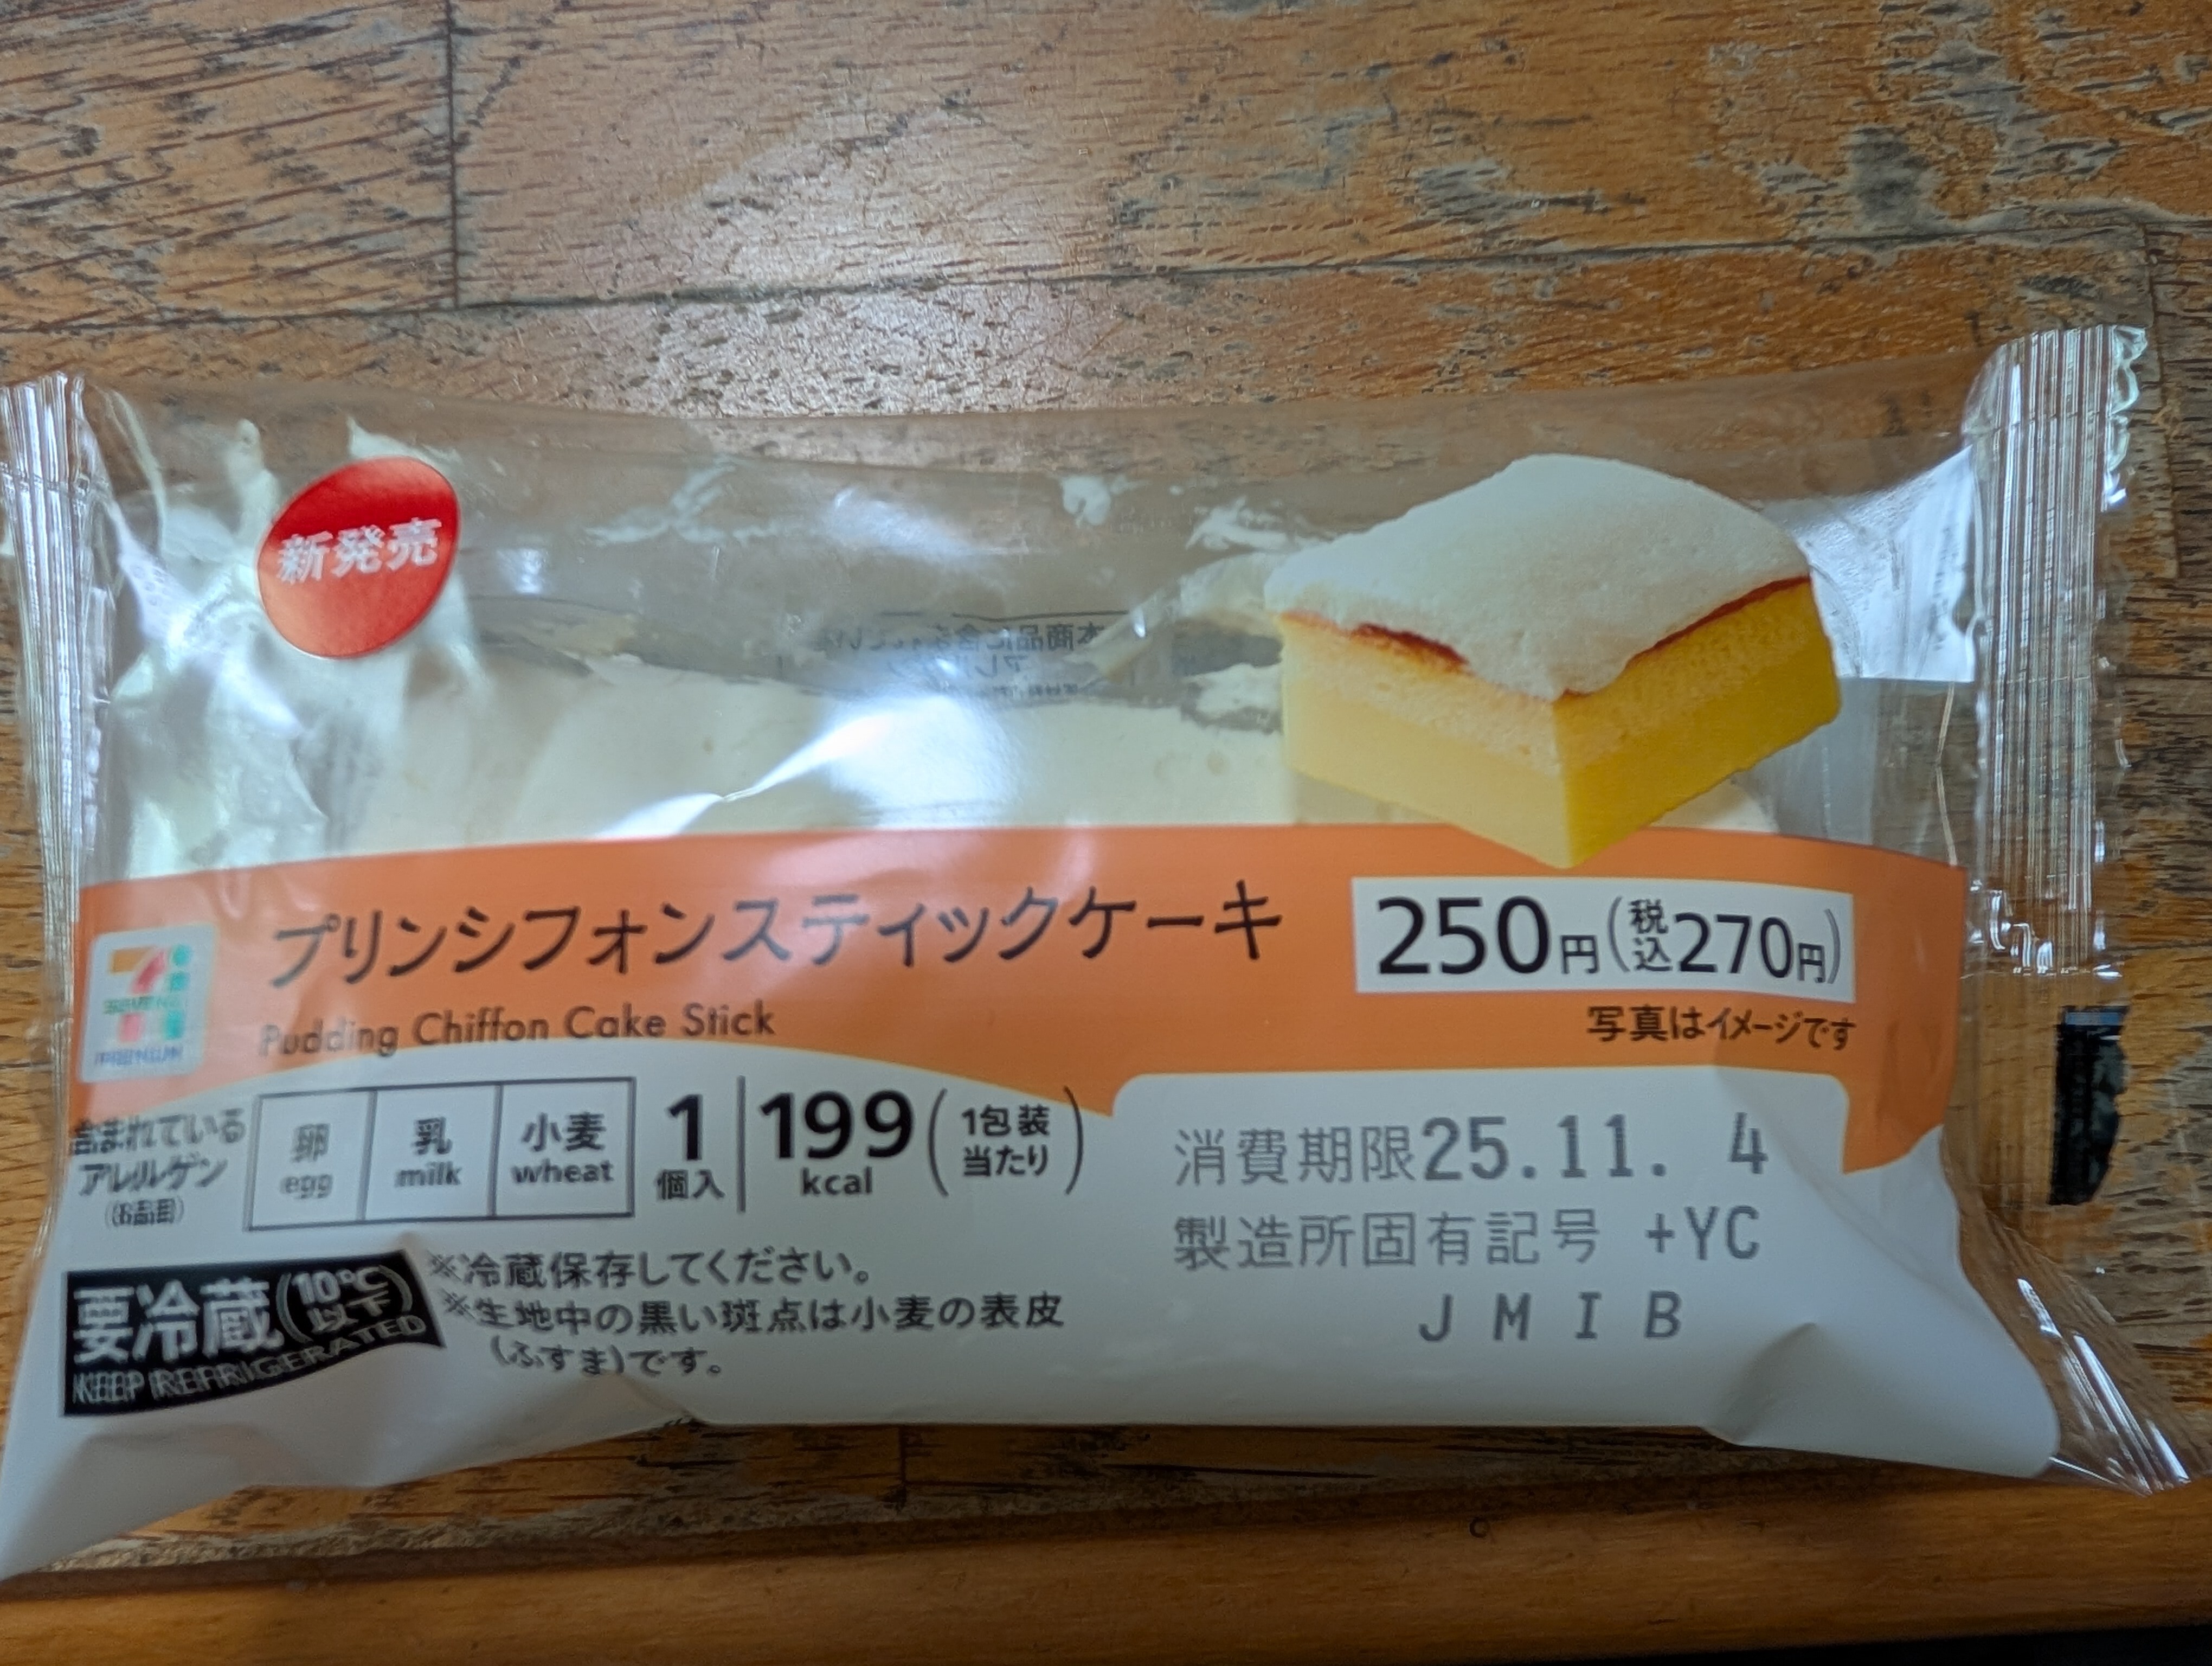 新発売
プリンシフォンスティックケーキ
Pudding Chiffon Cake Stick
250円(税込270円)
写真はイメージです
含まれている
アレルゲン
卵 乳 小麦
egg milk wheat
1個入
199kcal(1包装当たり)
消費期限25.11. 4
製造所固有記号 +YC
J M I B
要冷蔵(10℃以下)
KEEP REFRIGERATED
※冷蔵保存してください。
※生地中の黒い斑点は小麦の表皮
(ふすま)です。